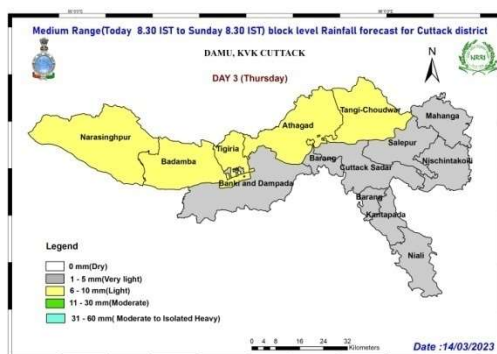 Medium Range(Today 8.30 IST to Sunday 8.30 IST) block level Rainfall forecast for Cuttack district
DAMU, KVK CUTTACK
DAY 3 (Thursday)
N
NRRI
Tangi-Choudwar
Mahanga
Athagad
Narasinghpur
Tigiria
Salepur
Badamba
Barang
Nischintakoili
Cuttack Sadar
Banki and Dampada
Barang
Kantapada
Niali
Legend
0 mm(Dry)
1 - 5 mm(Very light)
6 - 10 mm(Light)
11 - 30 mm(Moderate)
31 - 60 mm( Moderate to Isolated Heavy)
0 4 8 16 24 32
Kilometers
Date :14/03/2023